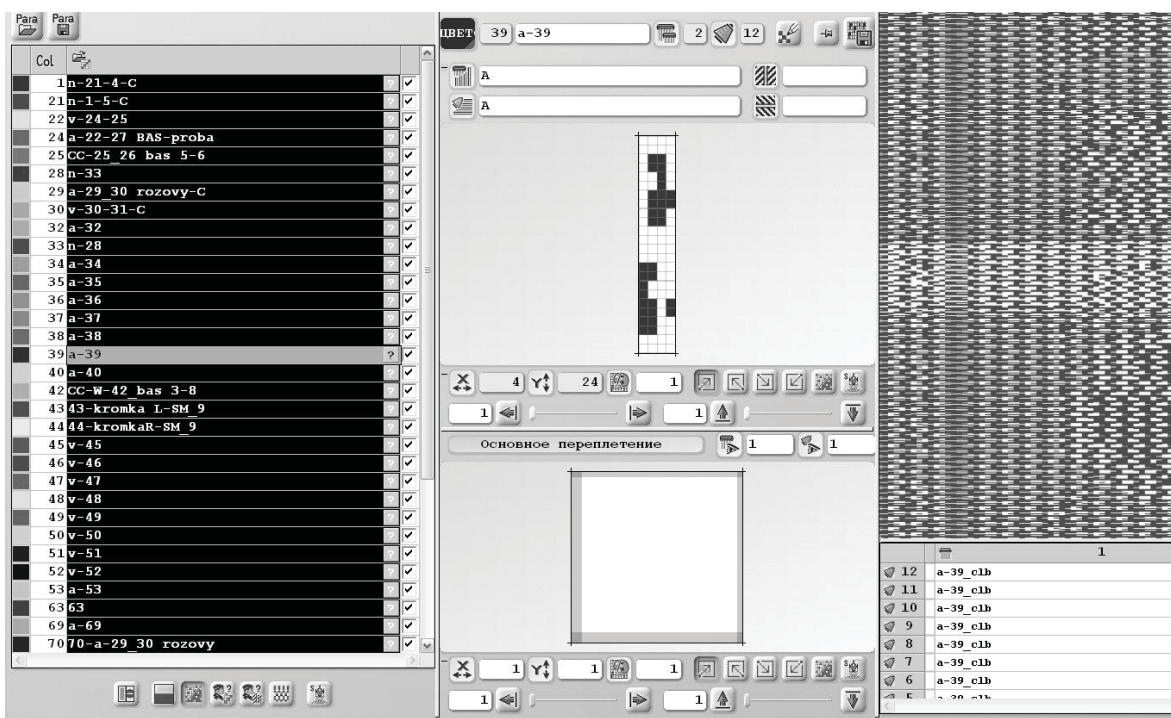 Para Para
Col
1 n-21-4-C
21 n-1-5-C
22 v-24-25
24 a-22-27 BAS-proba
25 CC-25_26 bas 5-6
28 n-33
29 a-29_30 rozovy-C
30 v-30-31-C
32 a-32
33 n-28
34 a-34
35 a-35
36 a-36
37 a-37
38 a-38
39 a-39 ?
40 a-40
42 CC-W-42_bas 3-8
43 43-kromka L-SM_9
44 44-kromkaR-SM_9
45 v-45
46 v-46
47 v-47
48 v-48
49 v-49
50 v-50
51 v-51
52 v-52
53 a-53
63 63
69 a-69
70 70-a-29_30 rozovy
ЦВЕТ 39 a-39 2 12
A
A
X 4 Y 24 1
1 1
Основное переплетение 1 1
X 1 Y 1 1
1 1
1
12 a-39_clb
11 a-39_clb
10 a-39_clb
9 a-39_clb
8 a-39_clb
7 a-39_clb
6 a-39_clb